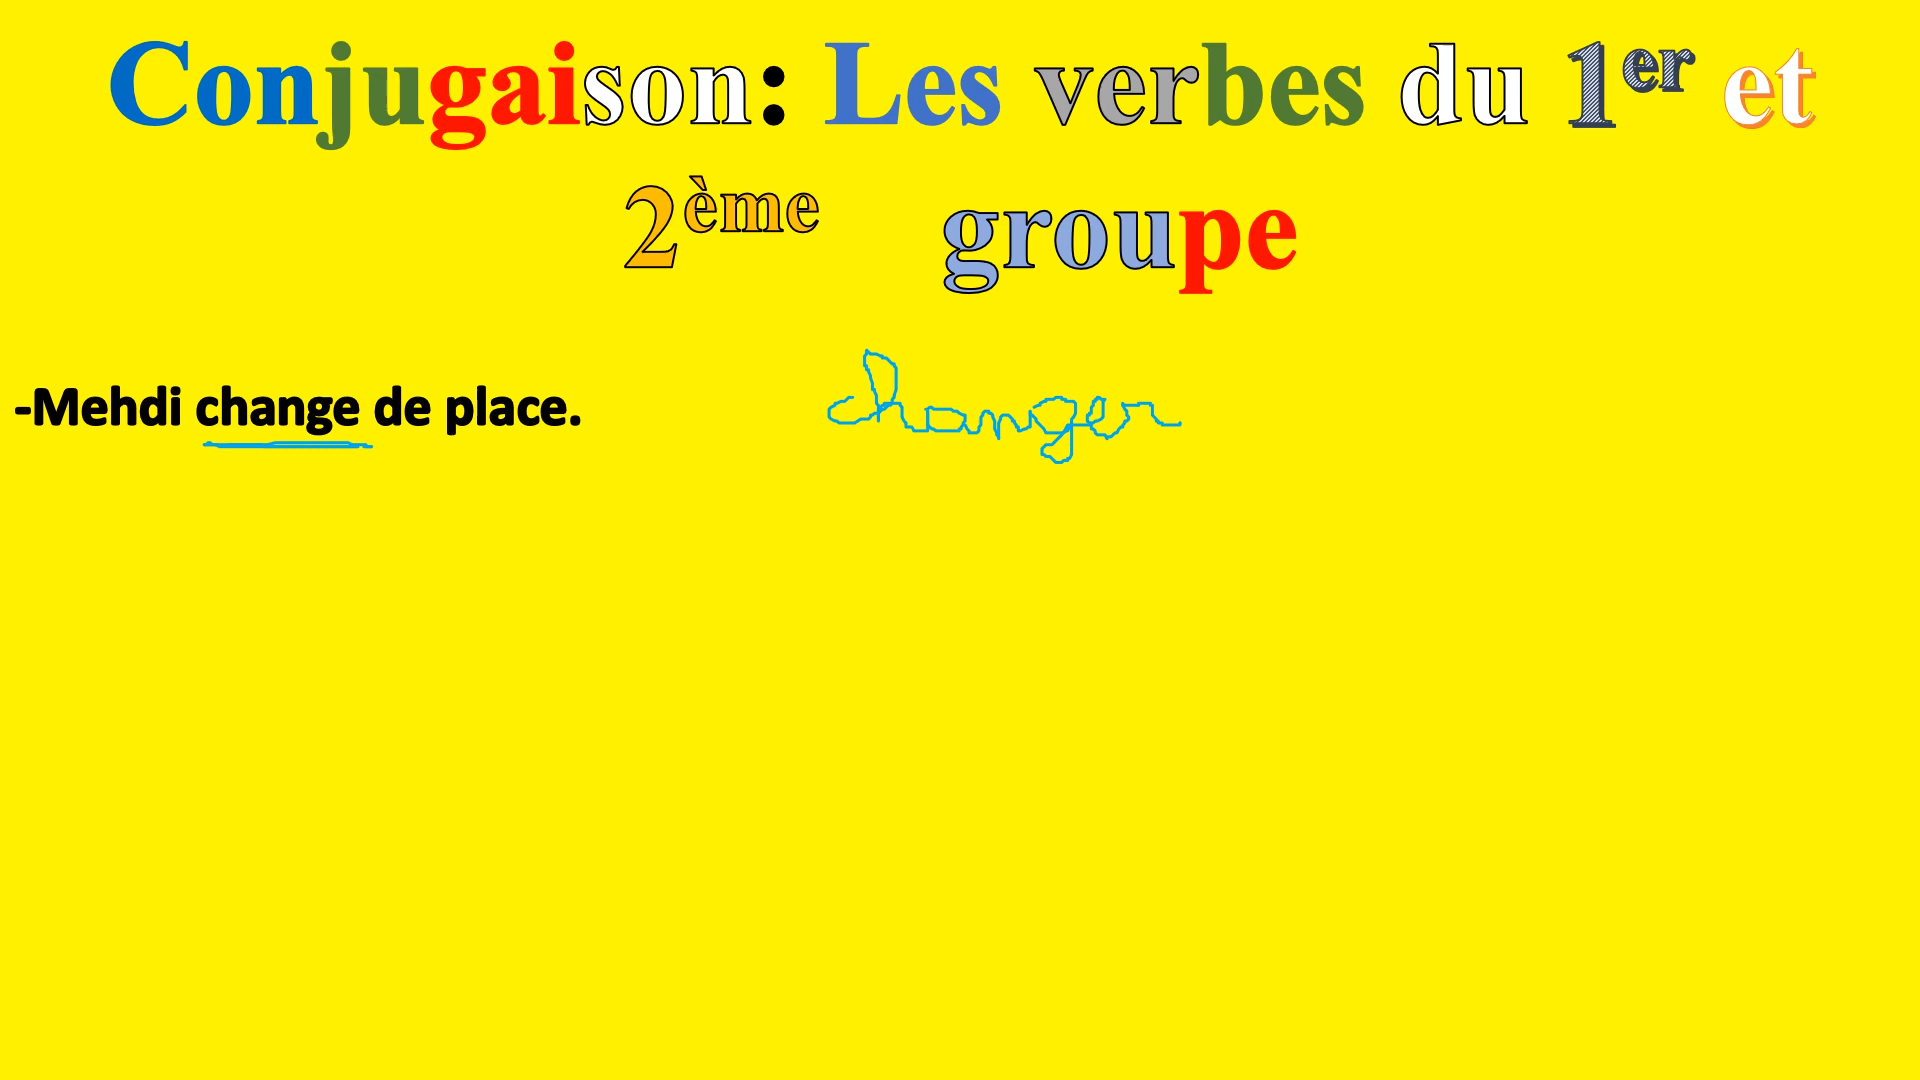 Conjugaison: Les verbes du 1er et
2ème groupe
-Mehdi change de place. changer